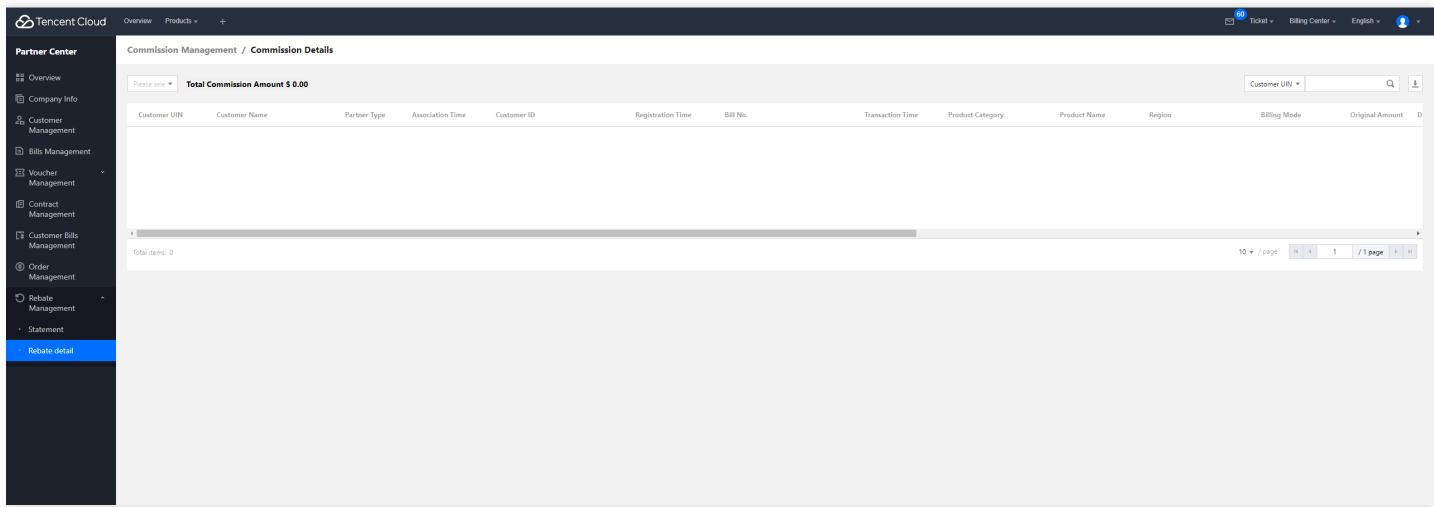 Tencent Cloud
Overview
Products
+
60
Ticket
Billing Center
English
Partner Center
Overview
Company Info
Customer
Management
Bills Management
Voucher
Management
Contract
Management
Customer Bills
Management
Order
Management
Rebate
Management
Statement
Rebate detail
Commission Management / Commission Details
Please sele
Total Commission Amount $ 0.00
Customer UIN
Customer UIN
Customer Name
Partner Type
Association Time
Customer ID
Registration Time
Bill No.
Transaction Time
Product Category
Product Name
Region
Billing Mode
Original Amount
D
Total items: 0
10 / page
1
/ 1 page